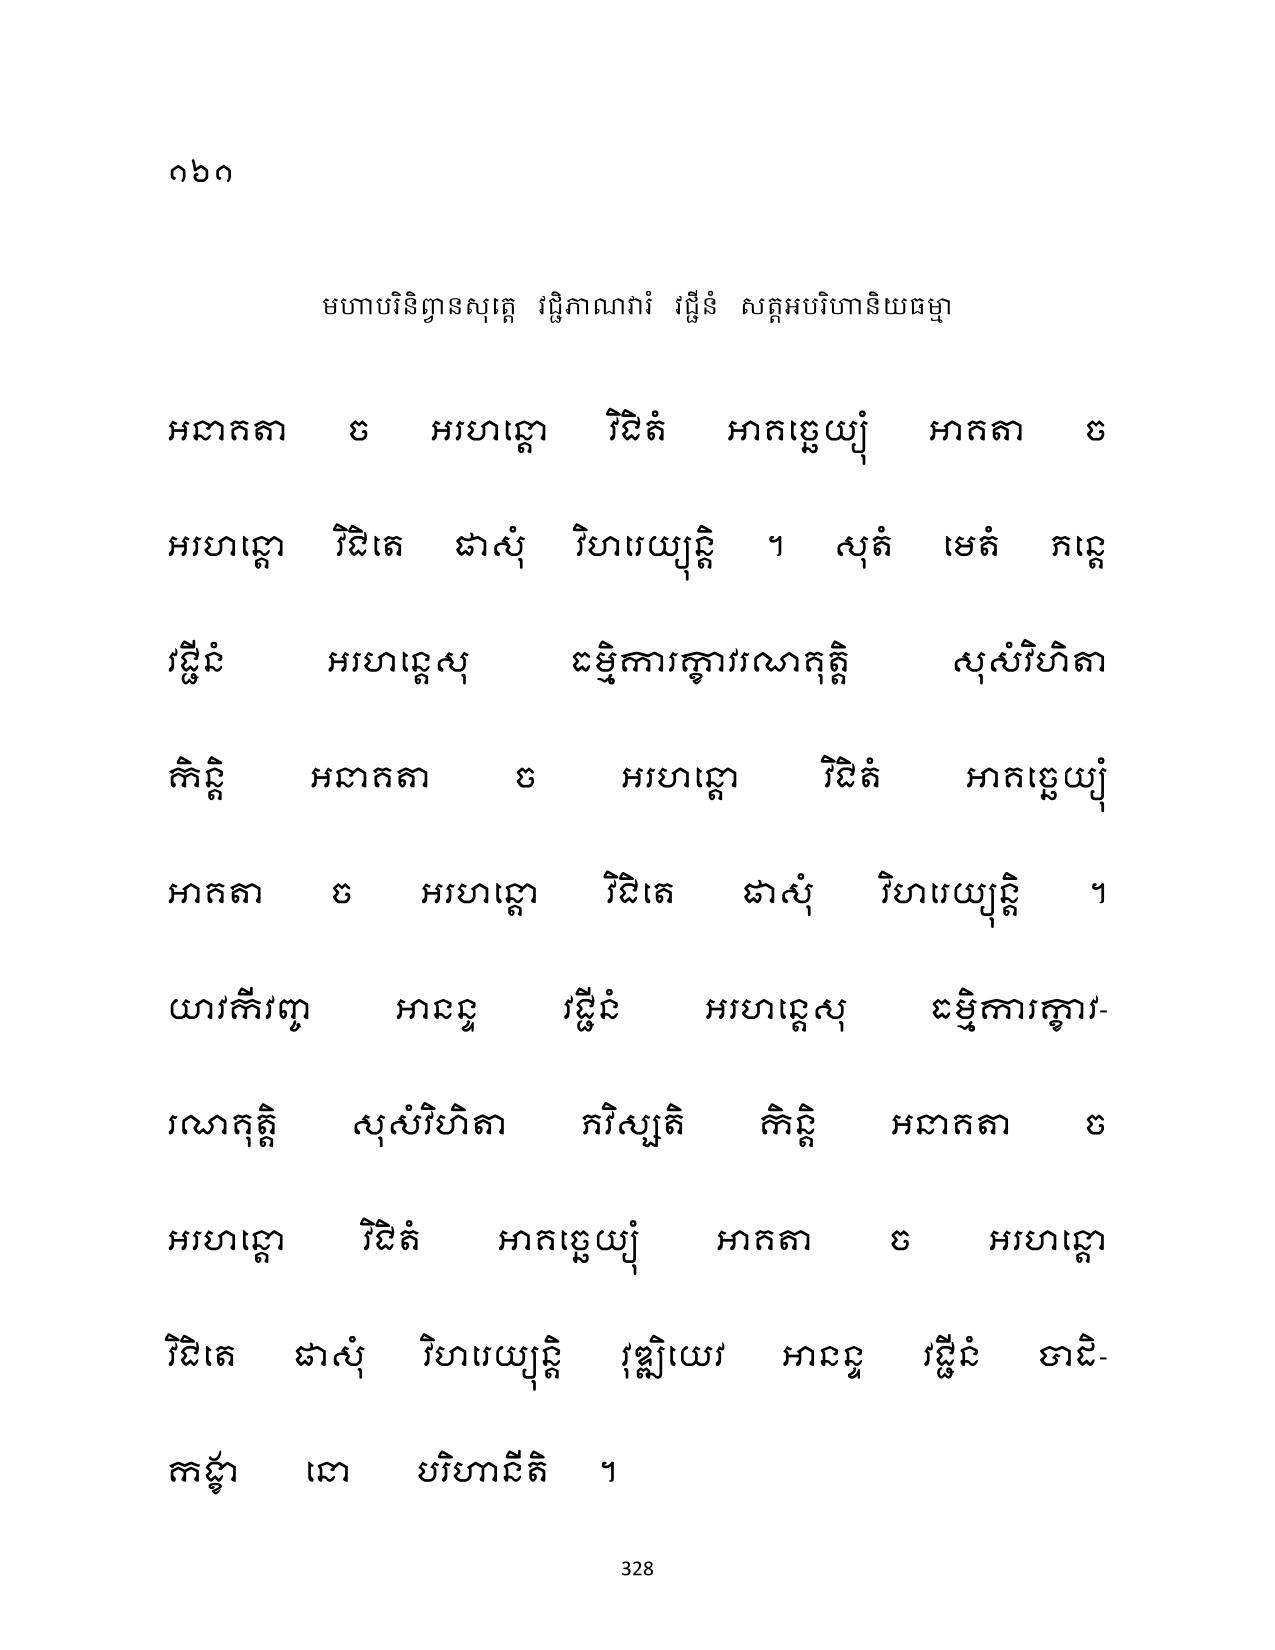 ១៦១
មហាបរិនិព្វានសុត្តេ វជ្ជិភាណវារំ វជ្ជីនំ សត្តអបរិហានិយធម្មា
អនាគតា ច អរហន្តោ វិជិតំ អាគច្ឆេយ្យុំ អាគតា ច
អរហន្តោ វិជិតេ ផាសុំ វិហរេយ្យុន្តិ ។ សុតំ មេតំ ភន្តេ
វជ្ជីនំ អរហន្តេសុ ធម្មិការក្ខាវរណគុត្តិ សុសំវិហិតា
កិន្តិ អនាគតា ច អរហន្តោ វិជិតំ អាគច្ឆេយ្យុំ
អាគតា ច អរហន្តោ វិជិតេ ផាសុំ វិហរេយ្យុន្តិ ។
យាវកីវញ្ច អានន្ទ វជ្ជីនំ អរហន្តេសុ ធម្មិការក្ខាវ-
រណគុត្តិ សុសំវិហិតា ភវិស្សតិ កិន្តិ អនាគតា ច
អរហន្តោ វិជិតំ អាគច្ឆេយ្យុំ អាគតា ច អរហន្តោ
វិជិតេ ផាសុំ វិហរេយ្យុន្តិ វុឌ្ឍិយេវ អានន្ទ វជ្ជីនំ បាដិ-
កង្ខា នោ បរិហានីតិ ។
328